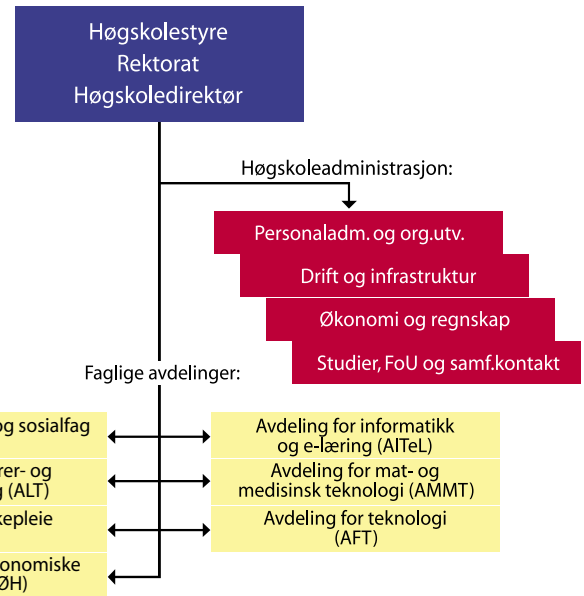 Høgskolestyre
Rektorat
Høgskoledirektør
Høgskoleadministrasjon:
Personaladm. og org.utv.
Drift og infrastruktur
Økonomi og regnskap
Studier, FoU og samf.kontakt
Faglige avdelinger:
og sosialfag
rer- og
g (ALT)
kepleie
onomiske
ØH)
Avdeling for informatikk
og e-læring (AITeL)
Avdeling for mat- og
medisinsk teknologi (AMMT)
Avdeling for teknologi
(AFT)